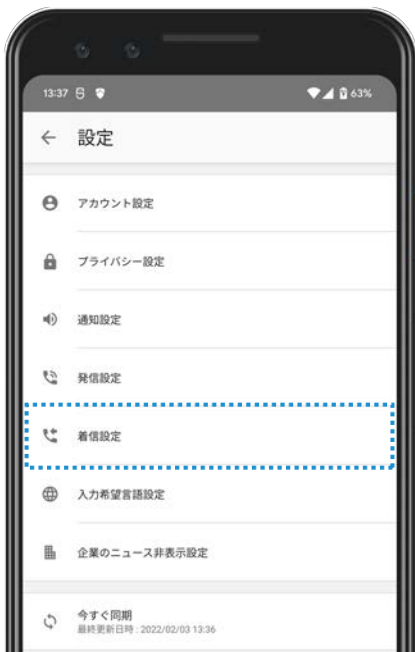 13:37
63%
設定
アカウント設定
プライバシー設定
通知設定
発信設定
着信設定
入力希望言語設定
企業のニュース非表示設定
今すぐ同期
最終更新日時 : 2022/02/03 13:36